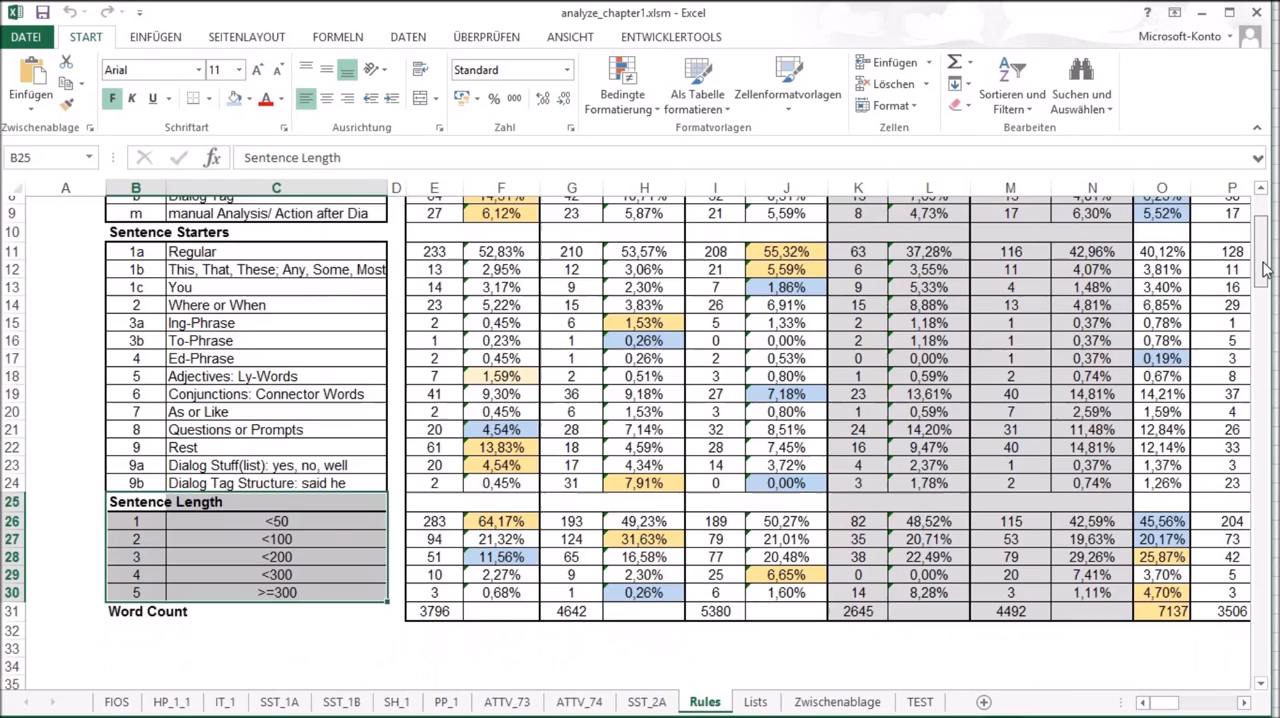 analyze_chapter1.xlsm - Excel
DATEI START EINFÜGEN SEITENLAYOUT FORMELN DATEN ÜBERPRÜFEN ANSICHT ENTWICKLERTOOLS Microsoft-Konto
Einfügen Arial 11 Standard Bedingte Formatierung Als Tabelle formatieren Zellenformatvorlagen Einfügen Löschen Format Sortieren und Filtern Suchen und Auswählen
F K U % 000
Zwischenablage Schriftart Ausrichtung Zahl Formatvorlagen Zellen Bearbeiten
B25 fx Sentence Length
A B C D E F G H I J K L M N O P
9 m manual Analysis/ Action after Dia 27 6,12% 23 5,87% 21 5,59% 8 4,73% 17 6,30% 5,52% 17
10 Sentence Starters
11 1a Regular 233 52,83% 210 53,57% 208 55,32% 63 37,28% 116 42,96% 40,12% 128
12 1b This, That, These; Any, Some, Most 13 2,95% 12 3,06% 21 5,59% 6 3,55% 11 4,07% 3,81% 11
13 1c You 14 3,17% 9 2,30% 7 1,86% 9 5,33% 4 1,48% 3,40% 16
14 2 Where or When 23 5,22% 15 3,83% 26 6,91% 15 8,88% 13 4,81% 6,85% 29
15 3a Ing-Phrase 2 0,45% 6 1,53% 5 1,33% 2 1,18% 1 0,37% 0,78% 1
16 3b To-Phrase 1 0,23% 1 0,26% 0 0,00% 2 1,18% 1 0,37% 0,78% 5
17 4 Ed-Phrase 2 0,45% 1 0,26% 2 0,53% 0 0,00% 1 0,37% 0,19% 3
18 5 Adjectives: Ly-Words 7 1,59% 2 0,51% 3 0,80% 1 0,59% 2 0,74% 0,67% 8
19 6 Conjunctions: Connector Words 41 9,30% 36 9,18% 27 7,18% 23 13,61% 40 14,81% 14,21% 37
20 7 As or Like 2 0,45% 6 1,53% 3 0,80% 1 0,59% 7 2,59% 1,59% 4
21 8 Questions or Prompts 20 4,54% 28 7,14% 32 8,51% 24 14,20% 31 11,48% 12,84% 26
22 9 Rest 61 13,83% 18 4,59% 28 7,45% 16 9,47% 40 14,81% 12,14% 33
23 9a Dialog Stuff(list): yes, no, well 20 4,54% 17 4,34% 14 3,72% 4 2,37% 1 0,37% 1,37% 3
24 9b Dialog Tag Structure: said he 2 0,45% 31 7,91% 0 0,00% 3 1,78% 2 0,74% 1,26% 23
25 Sentence Length
26 1 <50 283 64,17% 193 49,23% 189 50,27% 82 48,52% 115 42,59% 45,56% 204
27 2 <100 94 21,32% 124 31,63% 79 21,01% 35 20,71% 53 19,63% 20,17% 73
28 3 <200 51 11,56% 65 16,58% 77 20,48% 38 22,49% 79 29,26% 25,87% 42
29 4 <300 10 2,27% 9 2,30% 25 6,65% 0 0,00% 20 7,41% 3,70% 5
30 5 >=300 3 0,68% 1 0,26% 6 1,60% 14 8,28% 3 1,11% 4,70% 3
31 Word Count 3796 4642 5380 2645 4492 7137 3506
32
33
34
35
FIOS HP_1_1 IT_1 SST_1A SST_1B SH_1 PP_1 ATTV_73 ATTV_74 SST_2A Rules Lists Zwischenablage TEST